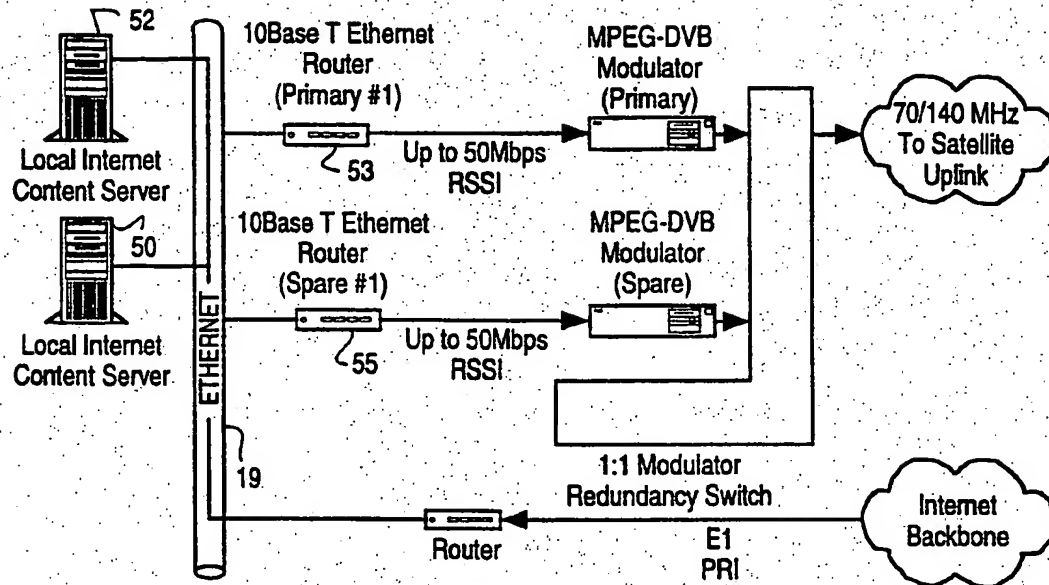 52
Local Internet
Content Server
50
Local Internet
Content Server
ETHERNET
19
10Base T Ethernet
Router
(Primary #1)
53
Up to 50Mbps
RSSI
MPEG-DVB
Modulator
(Primary)
70/140 MHz
To Satellite
Uplink
10Base T Ethernet
Router
(Spare #1)
55
Up to 50Mbps
RSSI
MPEG-DVB
Modulator
(Spare)
1:1 Modulator
Redundancy Switch
Router
E1
PRI
Internet
Backbone